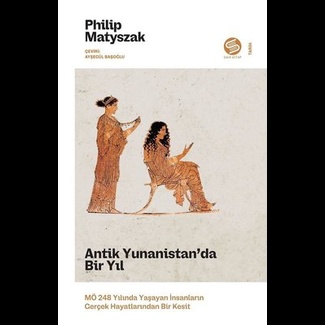 Philip
Matyszak
ÇEVİRİ:
AYŞEGÜL BAŞOĞLU
TARİH
Antik Yunanistan'da
Bir Yıl
MÖ 248 Yılında Yaşayan İnsanların
Gerçek Hayatlarından Bir Kesit